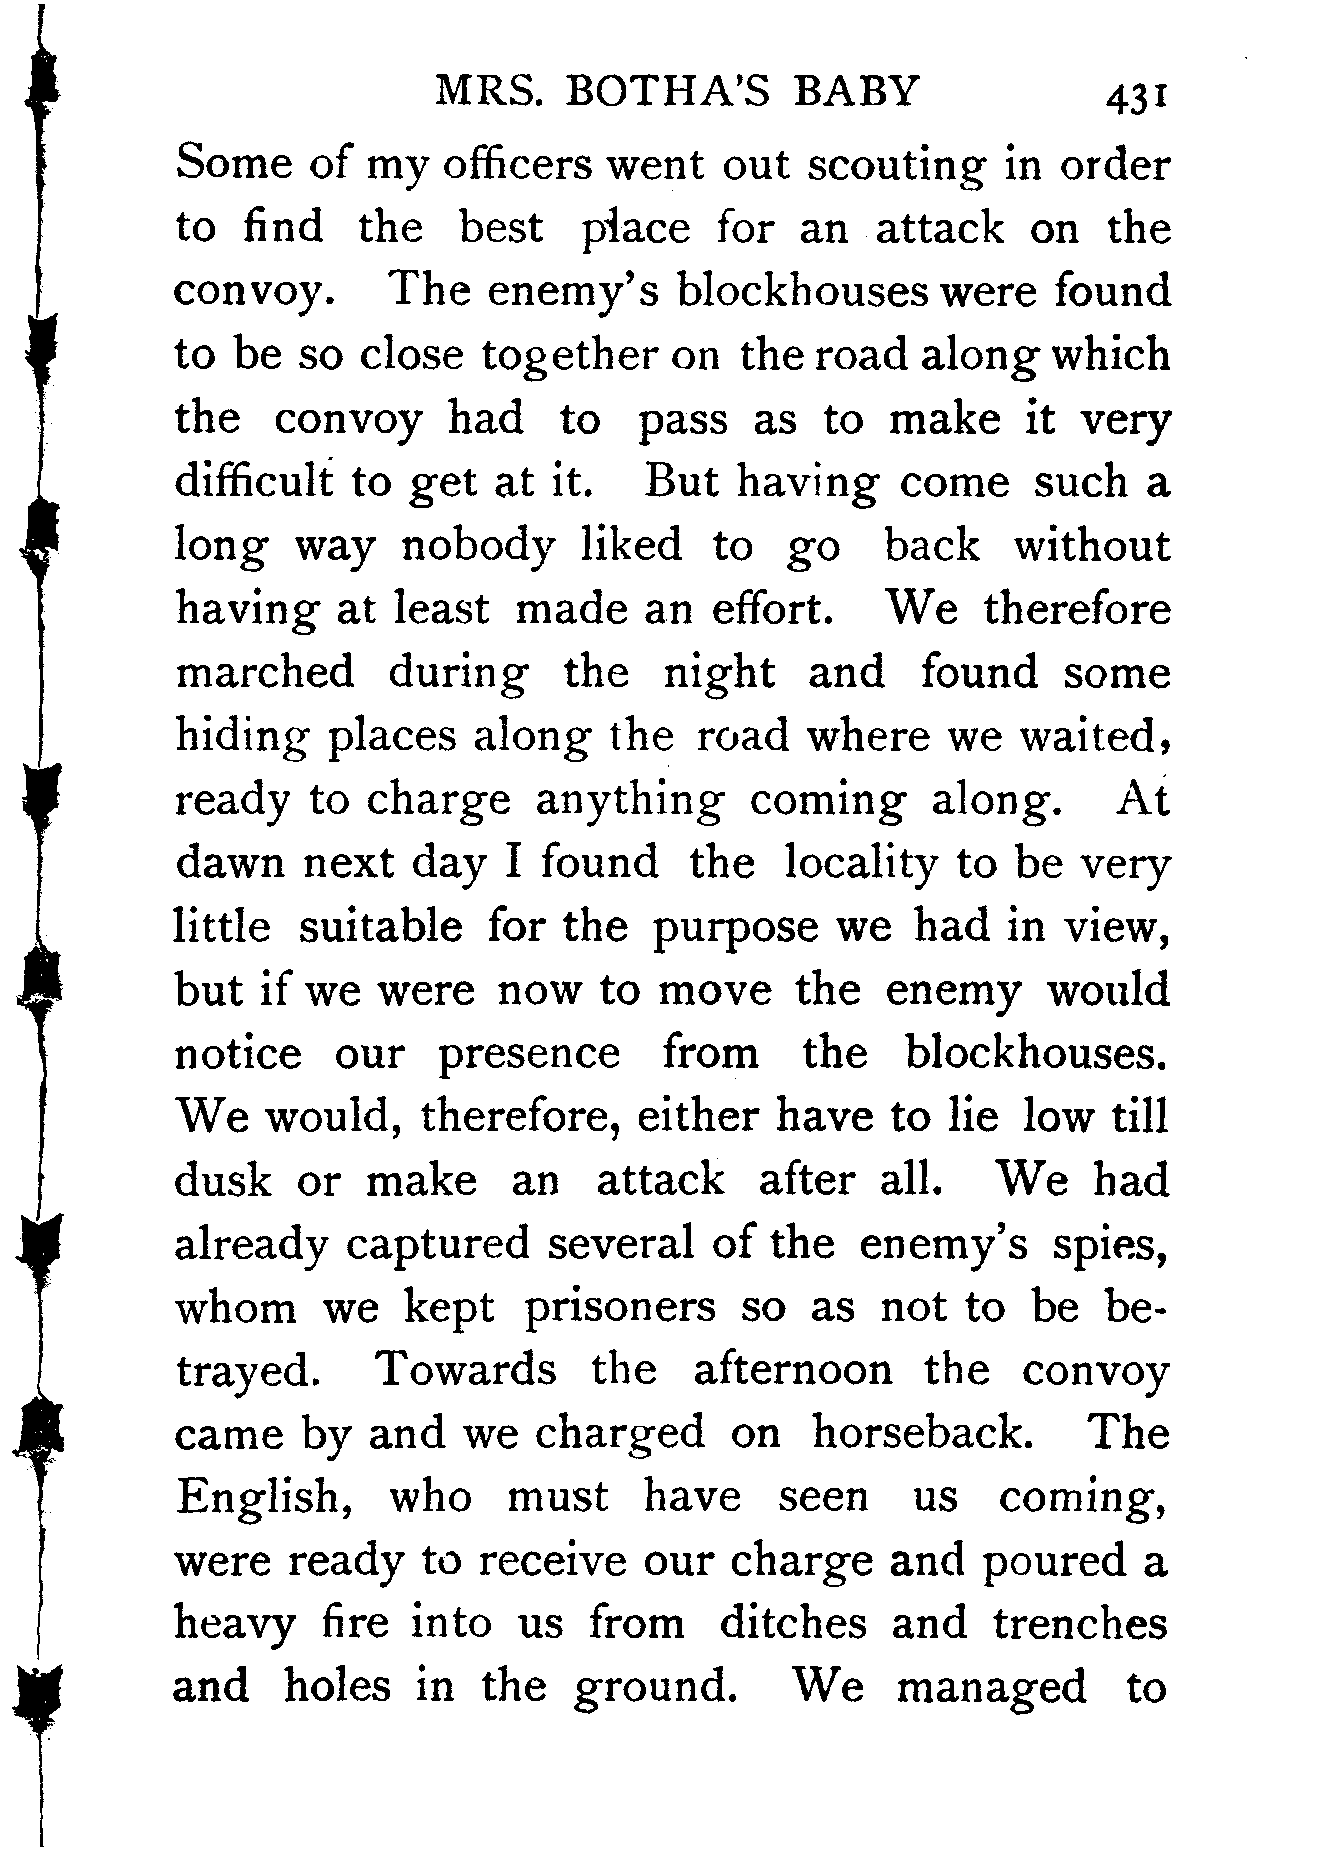 MRS. BOTHA'S BABY 431
Some of my officers went out scouting in order
to find the best place for an attack on the
convoy. The enemy's blockhouses were found
to be so close together on the road along which
the convoy had to pass as to make it very
difficult to get at it. But having come such a
long way nobody liked to go back without
having at least made an effort. We therefore
marched during the night and found some
hiding places along the road where we waited,
ready to charge anything coming along. At
dawn next day I found the locality to be very
little suitable for the purpose we had in view,
but if we were now to move the enemy would
notice our presence from the blockhouses.
We would, therefore, either have to lie low till
dusk or make an attack after all. We had
already captured several of the enemy's spies,
whom we kept prisoners so as not to be be-
trayed. Towards the afternoon the convoy
came by and we charged on horseback. The
English, who must have seen us coming,
were ready to receive our charge and poured a
heavy fire into us from ditches and trenches
and holes in the ground. We managed to